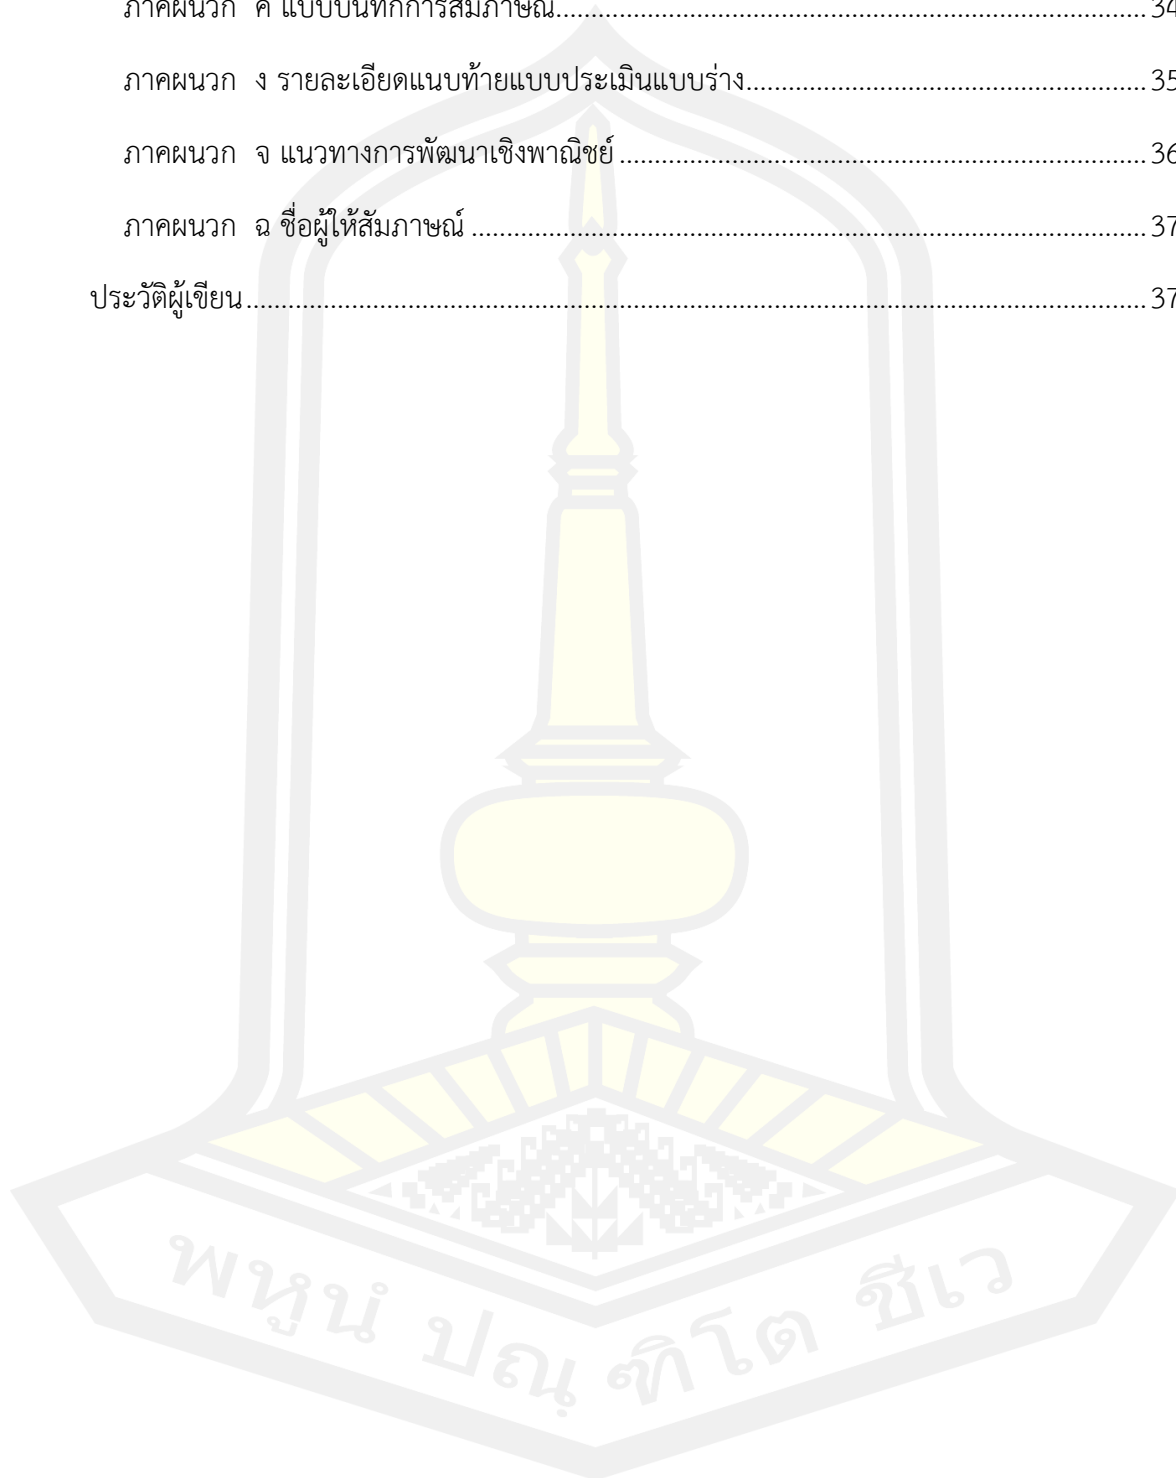 ภาคผนวก ค แบบบันทึกการสัมภาษณ์.......... 34
ภาคผนวก ง รายละเอียดแนบท้ายแบบประเมินแบบร่าง.......... 35
ภาคผนวก จ แนวทางการพัฒนาเชิงพาณิชย์.......... 36
ภาคผนวก ฉ ชื่อผู้ให้สัมภาษณ์.......... 37
ประวัติผู้เขียน.......... 37
พหูนํ ปณฺฑิโต ชีเว